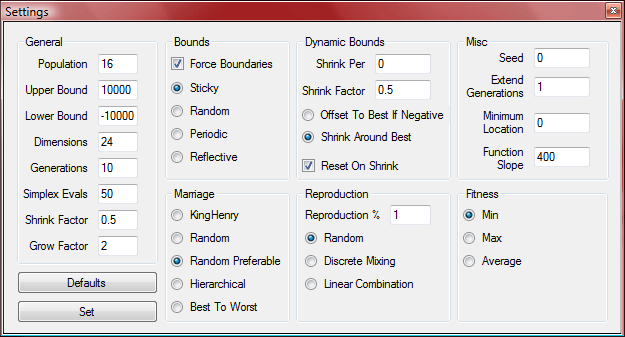 Settings
General
Population 16
Upper Bound 10000
Lower Bound -10000
Dimensions 24
Generations 10
Simplex Evals 50
Shrink Factor 0.5
Grow Factor 2
Defaults
Set
Bounds
Force Boundaries
Sticky
Random
Periodic
Reflective
Marriage
KingHenry
Random
Random Preferable
Hierarchical
Best To Worst
Dynamic Bounds
Shrink Per 0
Shrink Factor 0.5
Offset To Best If Negative
Shrink Around Best
Reset On Shrink
Reproduction
Reproduction % 1
Random
Discrete Mixing
Linear Combination
Misc
Seed 0
Extend
Generations 1
Minimum
Location 0
Function
Slope 400
Fitness
Min
Max
Average